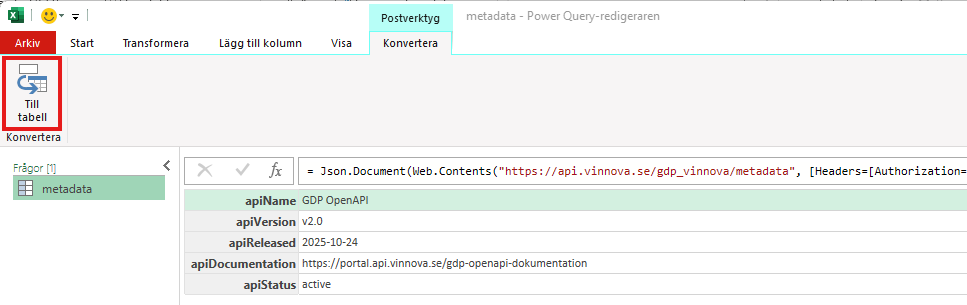 Postverktyg
metadata - Power Query-redigeraren
Arkiv Start Transformera Lägg till kolumn Visa Konvertera
Till
tabell
Konvertera
Frågor [1]
metadata
fx = Json.Document(Web.Contents("https://api.vinnova.se/gdp_vinnova/metadata", [Headers=[Authorization=
apiName GDP OpenAPI
apiVersion v2.0
apiReleased 2025-10-24
apiDocumentation https://portal.api.vinnova.se/gdp-openapi-dokumentation
apiStatus active